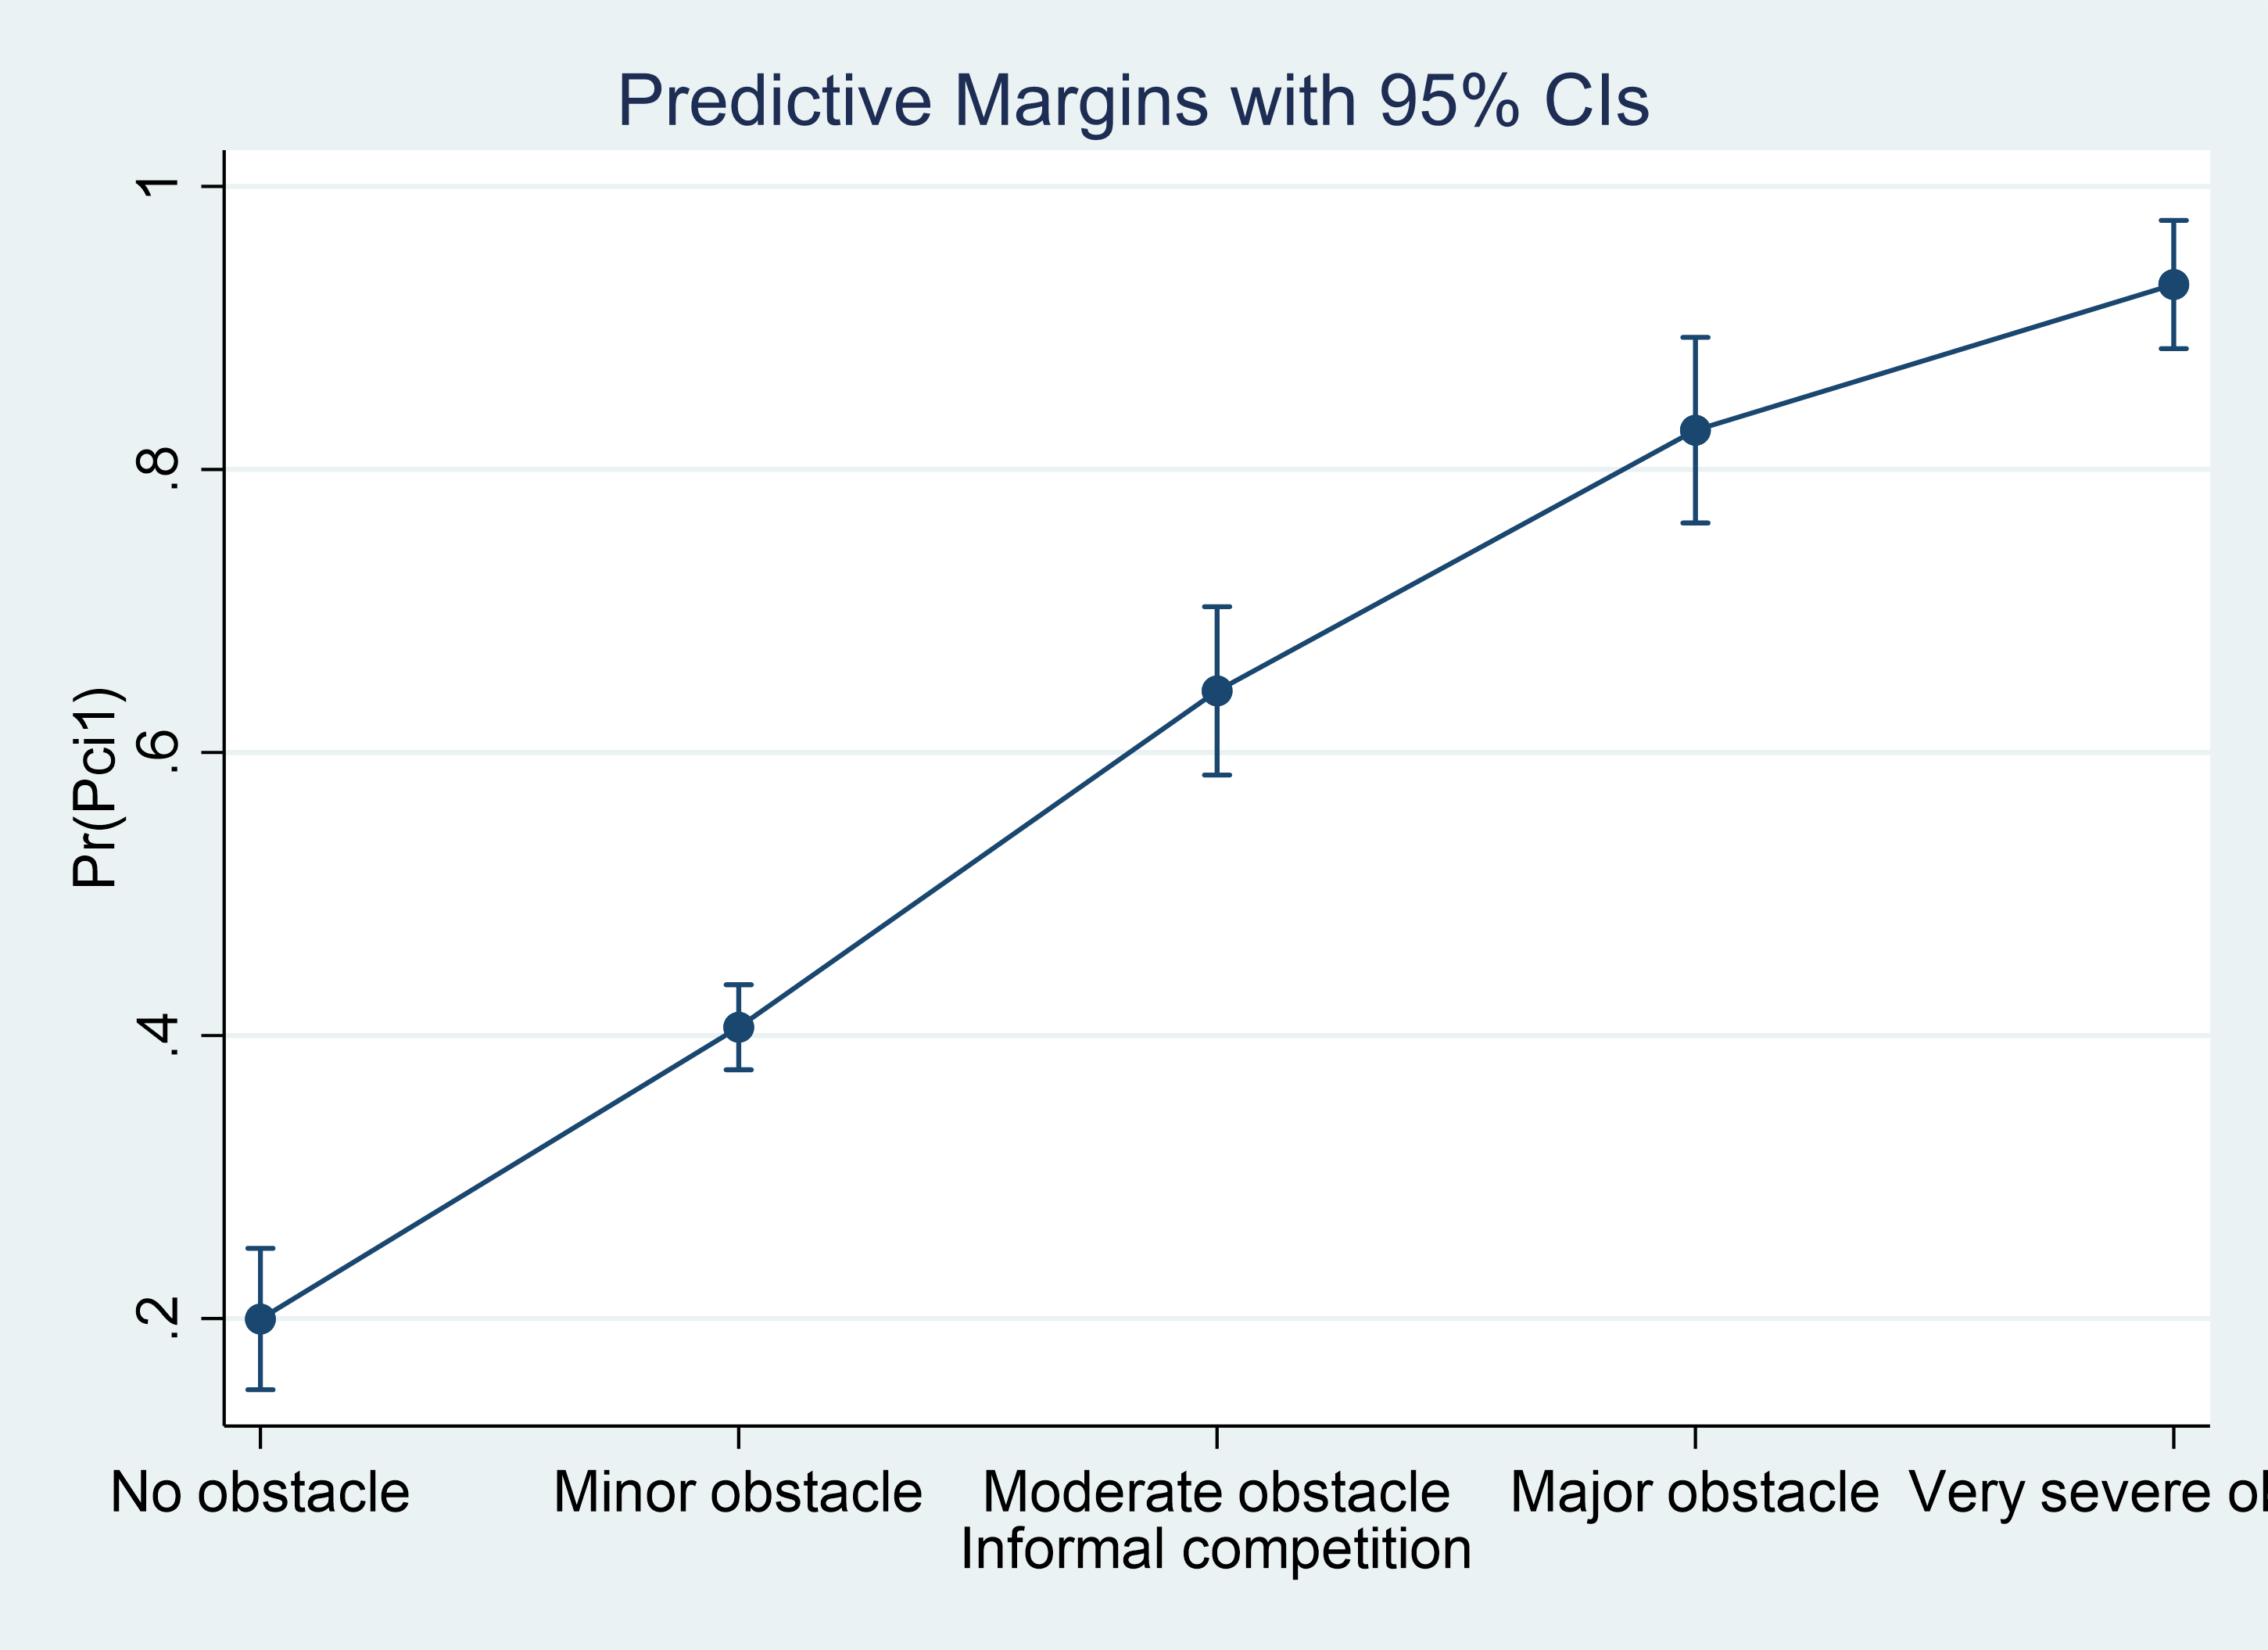 Predictive Margins with 95% CIs
1
.8
.6
.4
.2
Pr(Pci1)
No obstacle Minor obstacle Moderate obstacle Major obstacle Very severe
Informal competition